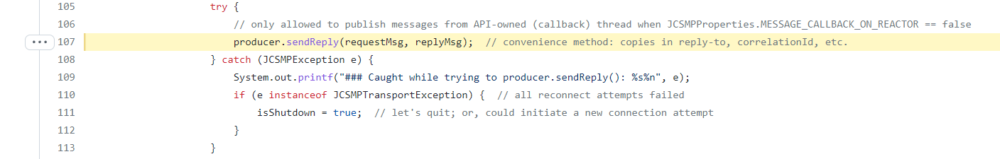 105 try {
106 // only allowed to publish messages from API-owned (callback) thread when JCSMPProperties.MESSAGE_CALLBACK_ON_REACTOR == false
107 producer.sendReply(requestMsg, replyMsg);  // convenience method: copies in reply-to, correlationId, etc.
108 } catch (JCSMPException e) {
109 System.out.printf("### Caught while trying to producer.sendReply(): %s%n", e);
110 if (e instanceof JCSMPTransportException) {  // all reconnect attempts failed
111 isShutdown = true;  // let's quit; or, could initiate a new connection attempt
112 }
113 }